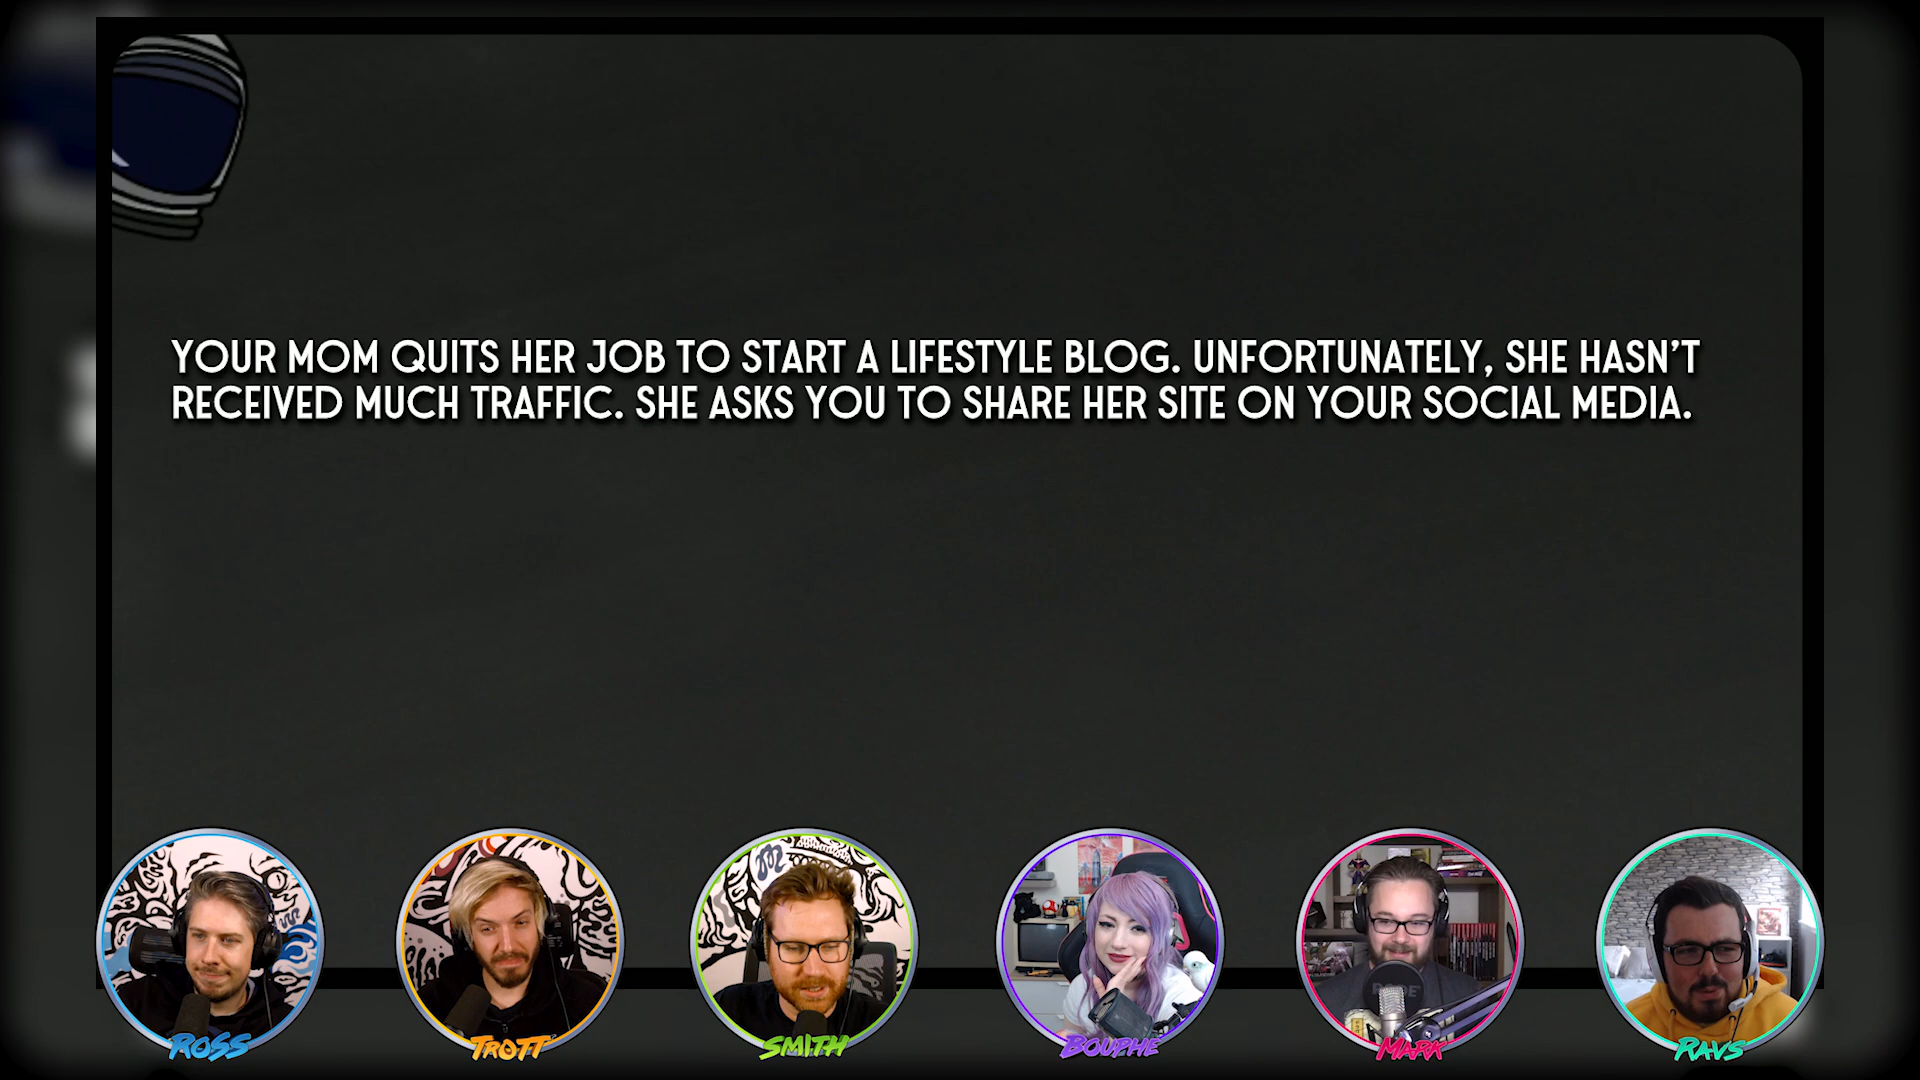 YOUR MOM QUITS HER JOB TO START A LIFESTYLE BLOG. UNFORTUNATELY, SHE HASN'T
RECEIVED MUCH TRAFFIC. SHE ASKS YOU TO SHARE HER SITE ON YOUR SOCIAL MEDIA.
ROSS TROTT SMITH BOUPHE MARK RAVS